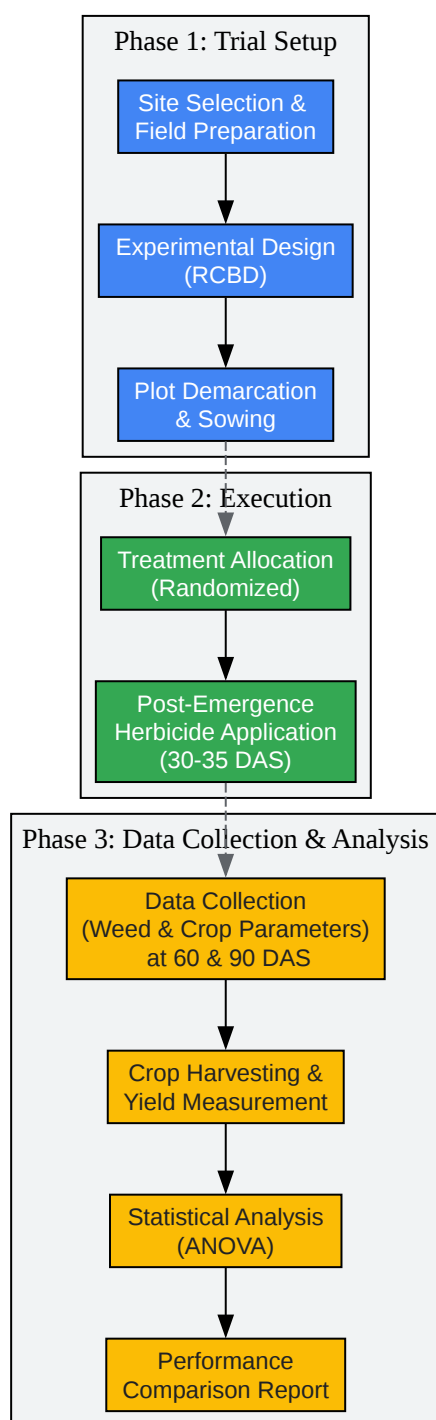 Phase 1: Trial Setup
Site Selection &
Field Preparation
Experimental Design
(RCBD)
Plot Demarcation
& Sowing
Phase 2: Execution
Treatment Allocation
(Randomized)
Post-Emergence
Herbicide Application
(30-35 DAS)
Phase 3: Data Collection & Analysis
Data Collection
(Weed & Crop Parameters)
at 60 & 90 DAS
Crop Harvesting &
Yield Measurement
Statistical Analysis
(ANOVA)
Performance
Comparison Report